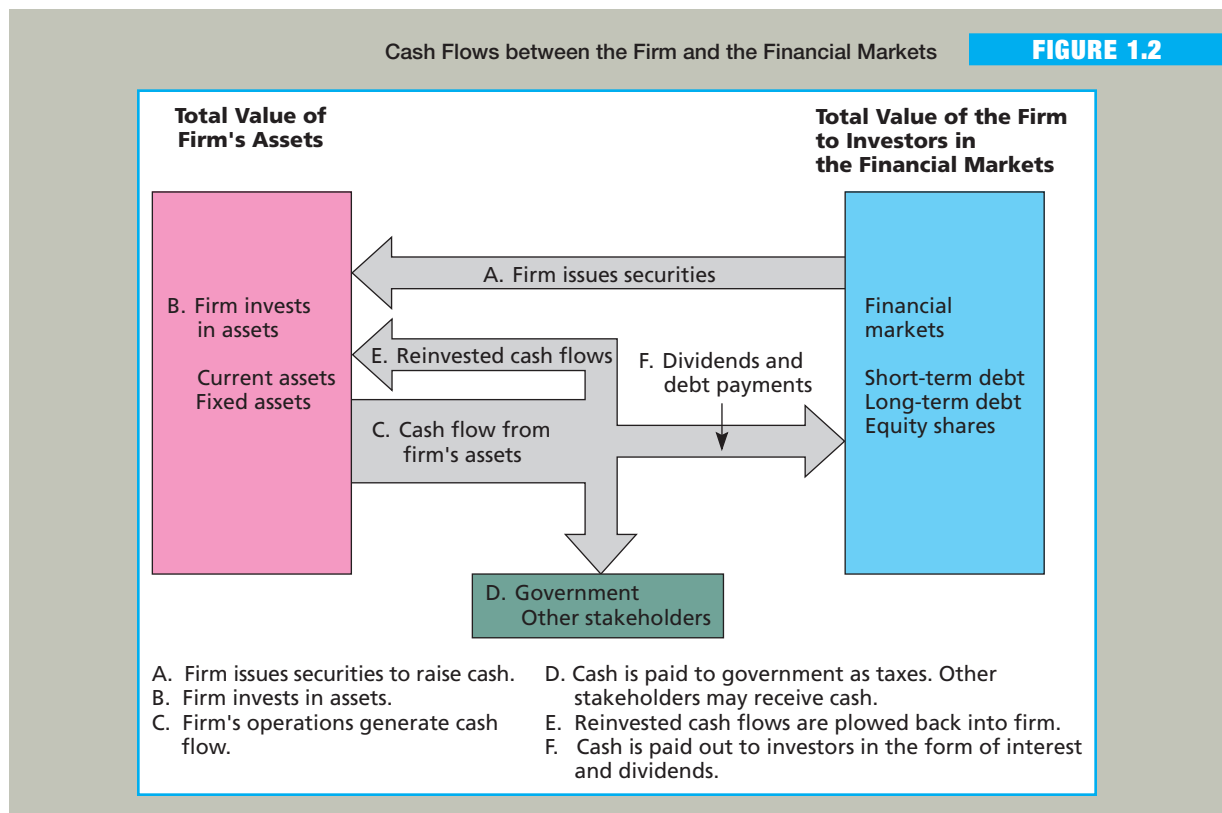 Cash Flows between the Firm and the Financial Markets
FIGURE 1.2
Total Value of
Firm's Assets
Total Value of the Firm
to Investors in
the Financial Markets
A. Firm issues securities
B. Firm invests
in assets
Current assets
Fixed assets
E. Reinvested cash flows
F. Dividends and
debt payments
C. Cash flow from
firm's assets
Financial
markets
Short-term debt
Long-term debt
Equity shares
D. Government
Other stakeholders
A. Firm issues securities to raise cash.
B. Firm invests in assets.
C. Firm's operations generate cash
flow.
D. Cash is paid to government as taxes. Other
stakeholders may receive cash.
E. Reinvested cash flows are plowed back into firm.
F. Cash is paid out to investors in the form of interest
and dividends.